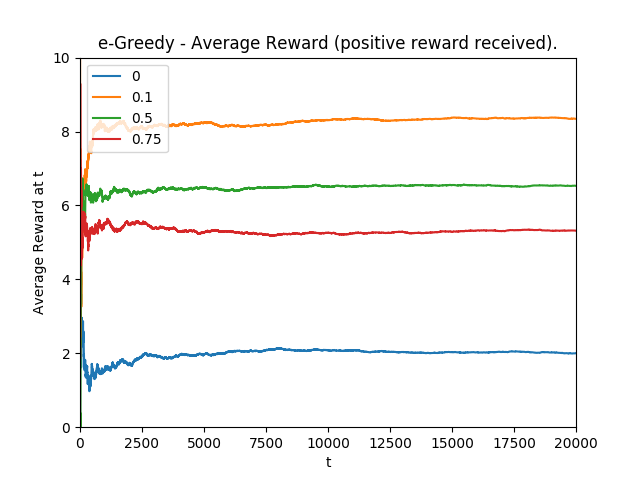 e-Greedy - Average Reward (positive reward received).
10
8
6
4
2
0
Average Reward at t
0
0.1
0.5
0.75
0 2500 5000 7500 10000 12500 15000 17500 20000
t